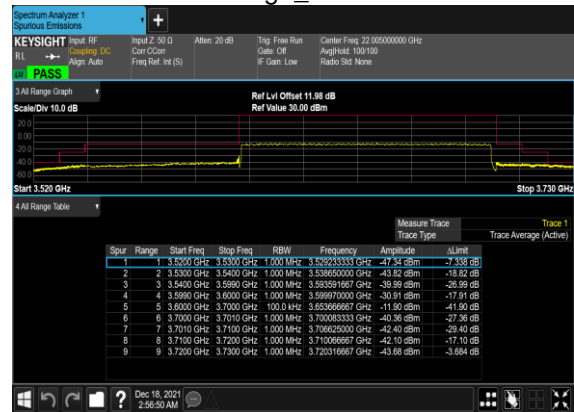 Spectrum Analyzer 1
Spurious Emissions
KEYSIGHT Input: RF Input Z: 50 Ω Atten: 20 dB Trig: Free Run Center Freq: 22.005000000 GHz
RL Coupling: DC Corr CCorr Gate: Off Avg|Hold: 100/100
Align: Auto Freq Ref: Int (S) IF Gain: Low Radio Std: None
PASS
3 All Range Graph
Ref Lvl Offset 11.98 dB
Scale/Div 10.0 dB Ref Value 30.00 dBm
20.0
0.00
-20.0
-40.0
-60.0
Start 3.520 GHz Stop 3.730 GHz
4 All Range Table
Measure Trace Trace 1
Trace Type Trace Average (Active)
Spur Range Start Freq Stop Freq RBW Frequency Amplitude ΔLimit
1 1 3.5200 GHz 3.5300 GHz 1.000 MHz 3.529233333 GHz -47.34 dBm -7.338 dB
2 2 3.5300 GHz 3.5400 GHz 1.000 MHz 3.538650000 GHz -43.82 dBm -18.82 dB
3 3 3.5400 GHz 3.5990 GHz 1.000 MHz 3.593591667 GHz -39.99 dBm -26.99 dB
4 4 3.5990 GHz 3.6000 GHz 1.000 MHz 3.599970000 GHz -30.91 dBm -17.91 dB
5 5 3.6000 GHz 3.7000 GHz 100.0 kHz 3.653666667 GHz -11.90 dBm -41.90 dB
6 6 3.7000 GHz 3.7010 GHz 1.000 MHz 3.700083333 GHz -40.36 dBm -27.36 dB
7 7 3.7010 GHz 3.7100 GHz 1.000 MHz 3.706625000 GHz -42.40 dBm -29.40 dB
8 8 3.7100 GHz 3.7200 GHz 1.000 MHz 3.710066667 GHz -42.10 dBm -17.10 dB
9 9 3.7200 GHz 3.7300 GHz 1.000 MHz 3.720316667 GHz -43.68 dBm -3.684 dB
Dec 18, 2021
2:56:50 AM